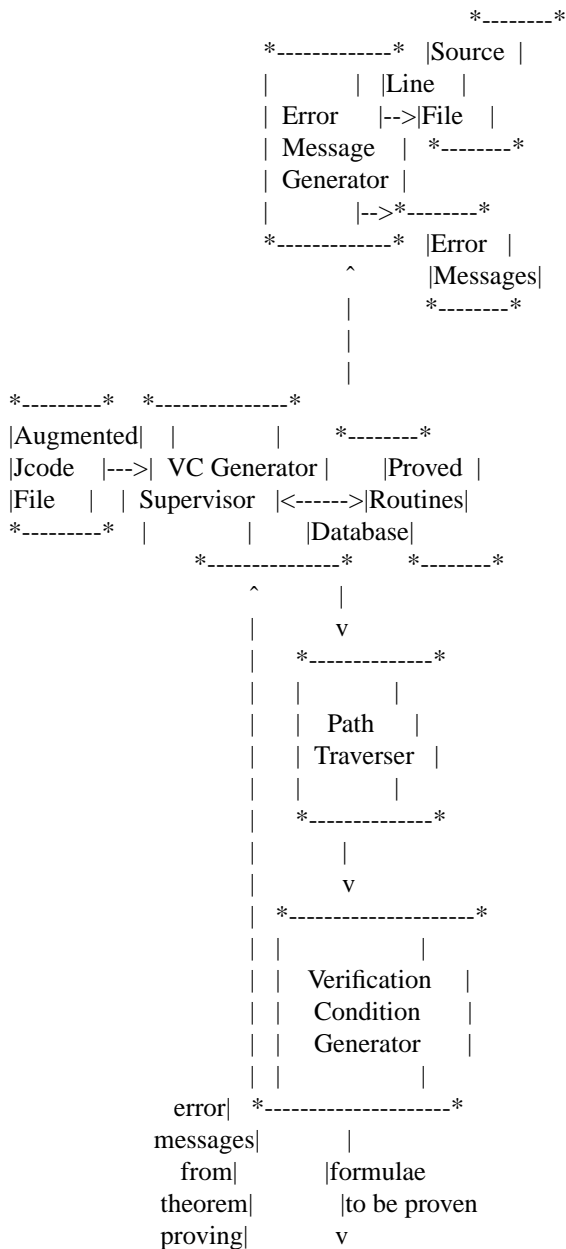 *--------*
*-------------* |Source |
| | |Line |
| Error |-->|File |
| Message | *--------*
| Generator |
| |-->*--------*
*-------------* |Error |
ˆ |Messages|
| *--------*
|
|
*---------* *---------------*
|Augmented| | | *--------*
|Jcode |--->| VC Generator | |Proved |
|File | | Supervisor |<------>|Routines|
*---------* | | |Database|
*---------------* *--------*
ˆ |
| v
| *--------------*
| | |
| | Path |
| | Traverser |
| | |
| *--------------*
| |
| v
| *---------------------*
| | |
| | Verification |
| | Condition |
| | Generator |
| | |
error| *---------------------*
messages| |
from| |formulae
theorem| |to be proven
proving| v